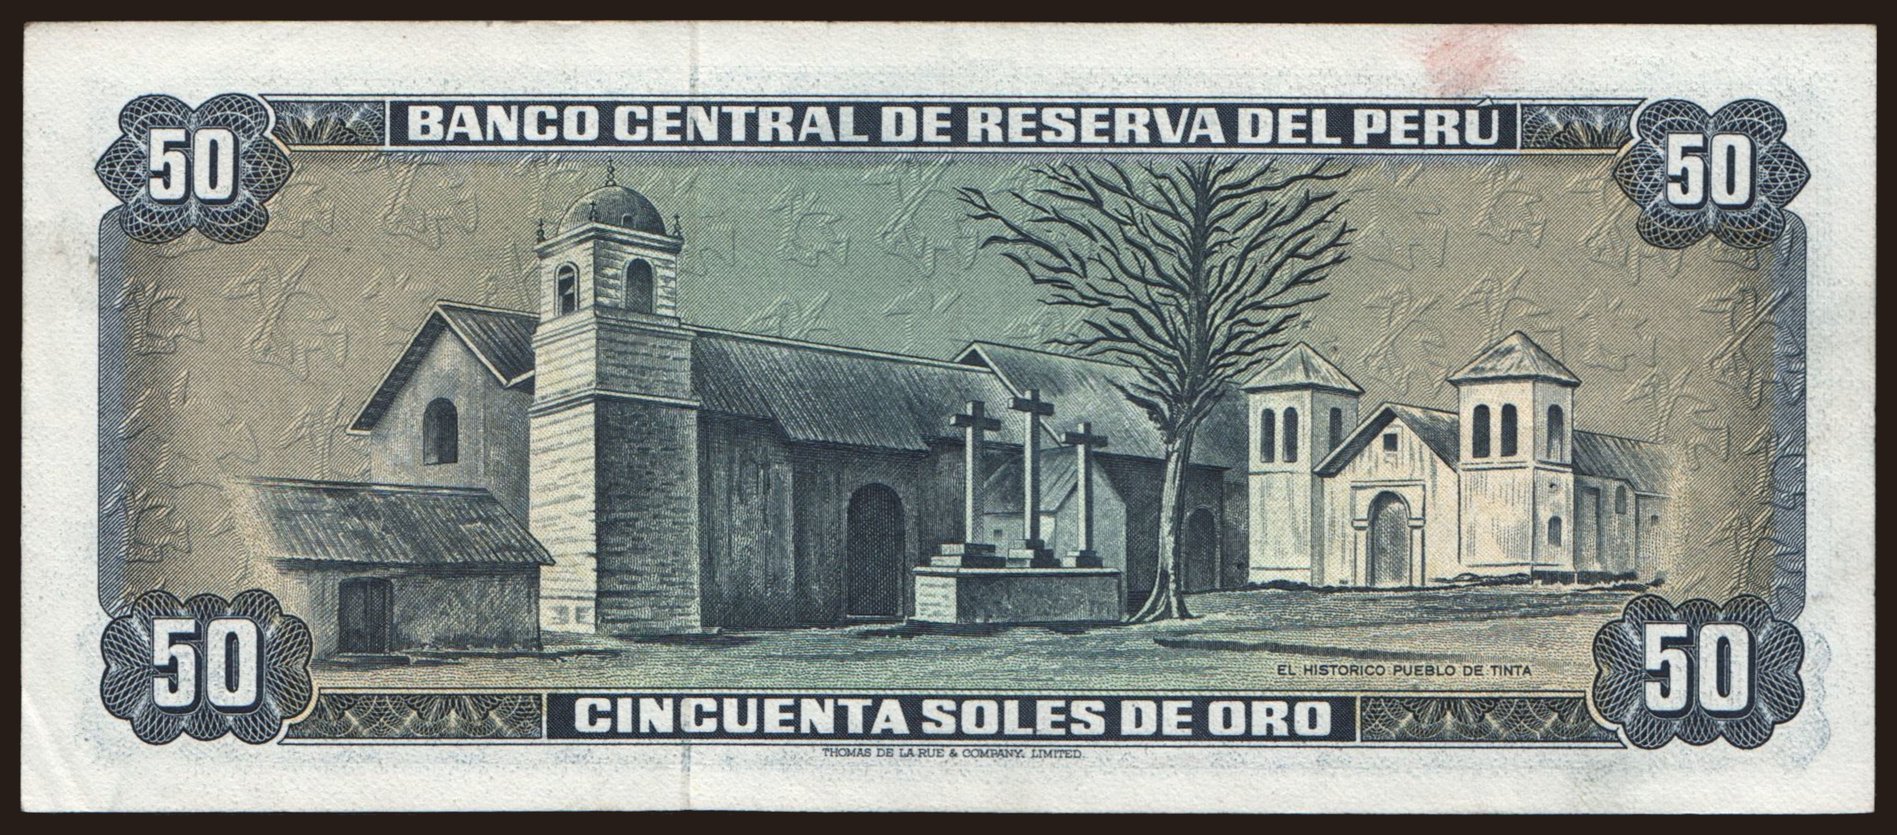 BANCO CENTRAL DE RESERVA DEL PERÚ
50
50
EL HISTORICO PUEBLO DE TINTA
50
50
CINCUENTA SOLES DE ORO
THOMAS DE LA RUE & COMPANY, LIMITED.